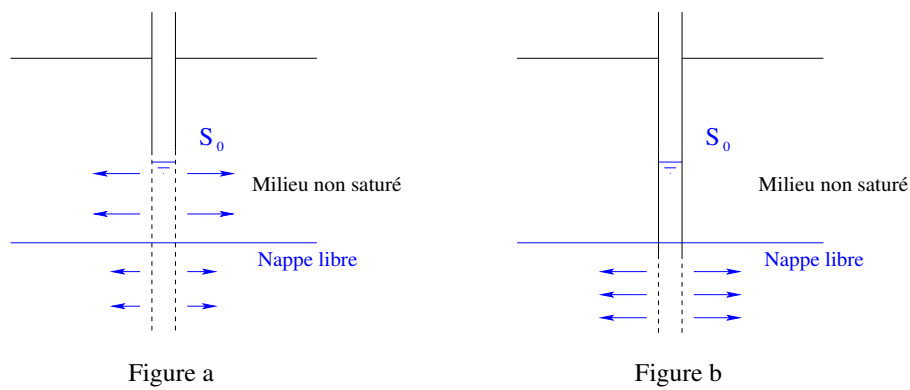 S₀
Milieu non saturé
Nappe libre
Figure a
S₀
Milieu non saturé
Nappe libre
Figure b